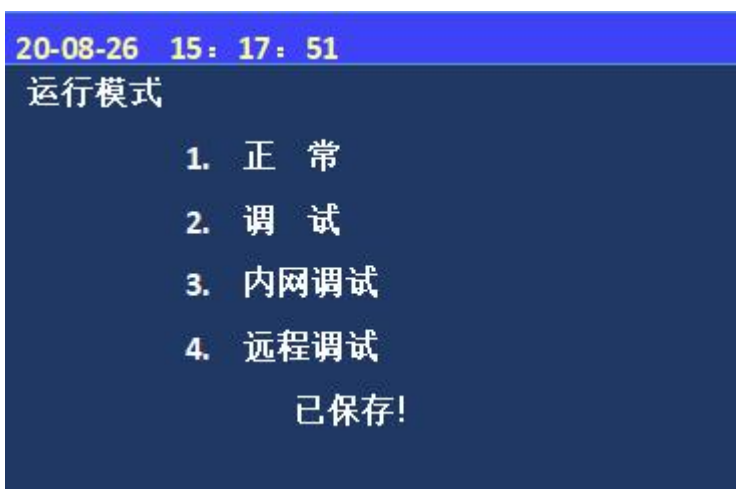 20-08-26 15：17：51
运行模式
1. 正 常
2. 调 试
3. 内网调试
4. 远程调试
已保存!